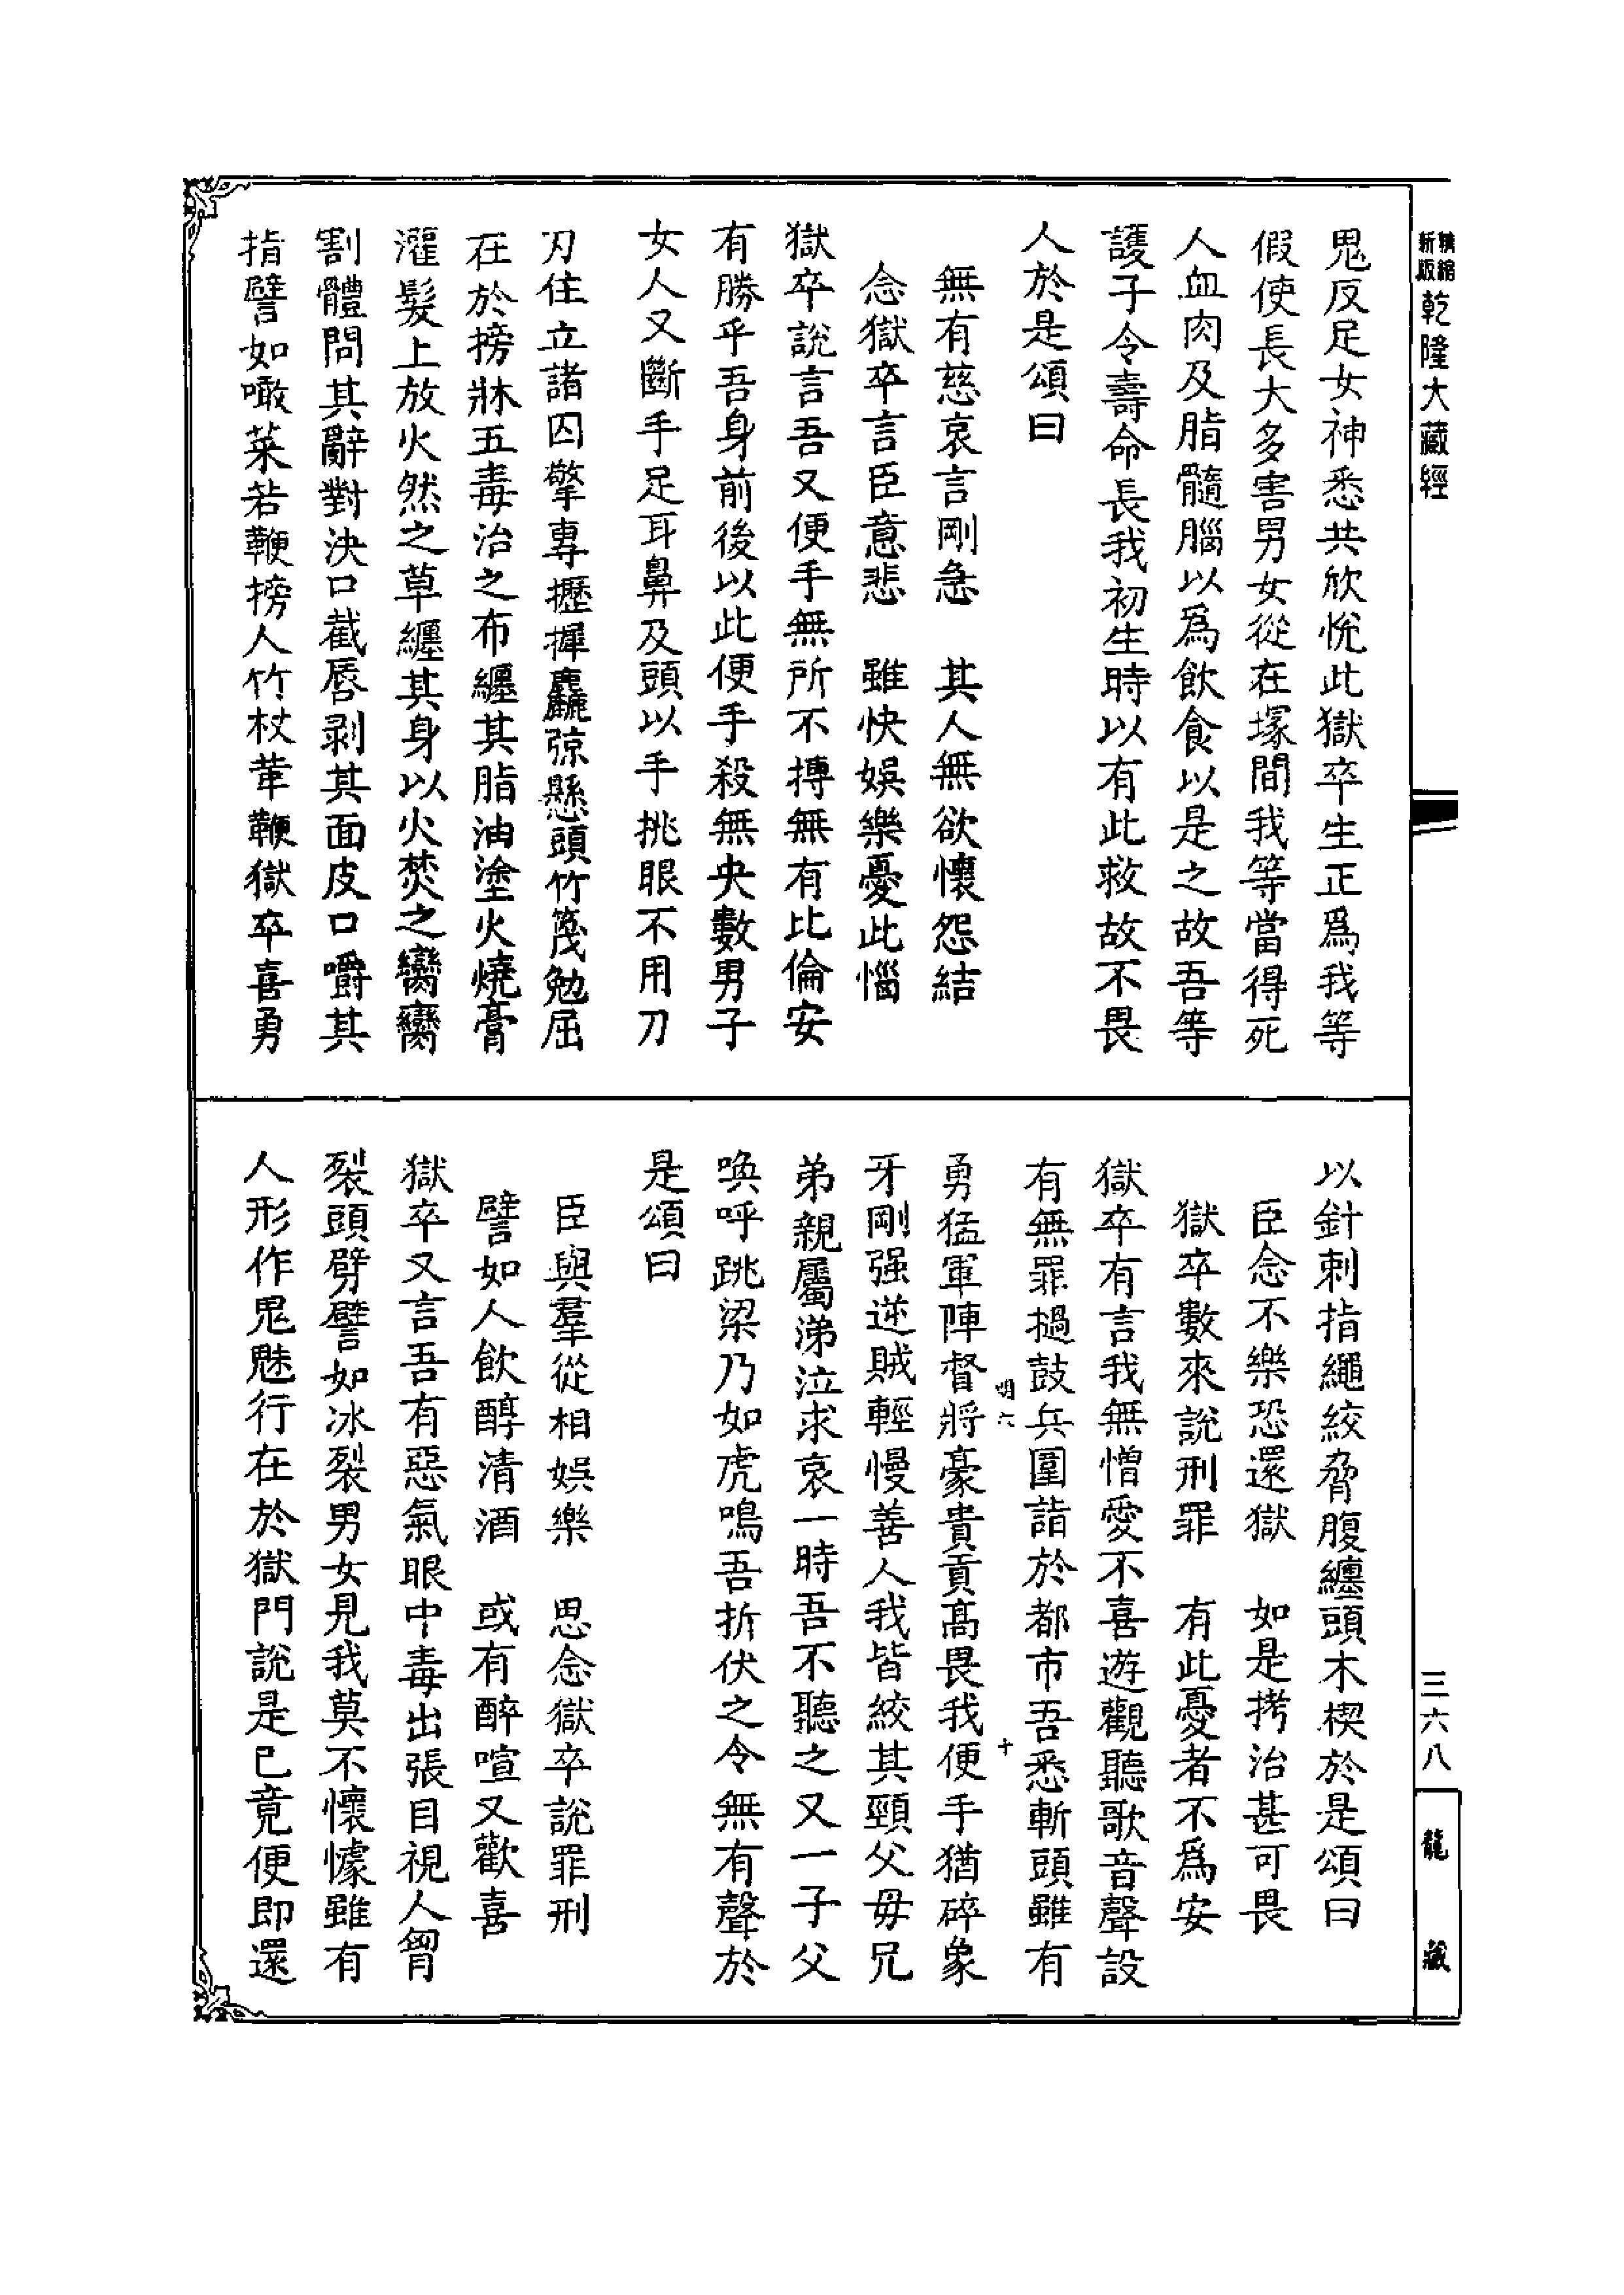 精縮新版乾隆大藏經
鬼反足女神悉共欣悅此獄卒生正爲我等
假使長大多害男女從在塚間我等當得死
人血肉及脂髓腦以爲飲食以是之故吾等
護子令壽命長我初生時以有此救故不畏
人於是頌曰
無有慈哀言剛急　其人無欲懷怨結
念獄卒言臣意悲　雖快娛樂憂此惱
獄卒說言吾又便手無所不搏無有比倫安
有勝乎吾身前後以此便手殺無央數男子
女人又斷手足耳鼻及頭以手挑眼不用刀
刃住立諸囚擎專攊摼麤弶懸頭竹篾勉屈
在於搒牀五毒治之布纏其脂油塗火燒膏
灌髮上放火然之草纏其身以火焚之臠臠
割體問其辭對決口截唇剥其面皮口嚼其
指譬如噉菜若鞭搒人竹杖革鞭獄卒喜勇
以針刺指繩絞脅腹纏頭木楔於是頌曰
臣念不樂恐還獄　如是拷治甚可畏
獄卒數來說刑罪　有此憂者不爲安
獄卒有言我無憎愛不喜遊觀聽歌音聲設
有無罪撾鼓兵圍詣於都市吾悉斬頭雖有
明六　十
勇猛軍陣督將豪貴貢高畏我便手猶碎象
牙剛强逆賊輕慢善人我皆絞其頸父母兄
弟親屬涕泣求哀一時吾不聽之又一子父
喚呼跳梁乃如虎鳴吾折伏之令無有聲於
是頌曰
臣與羣從相娛樂　思念獄卒說罪刑
譬如人飲醇清酒　或有醉喧又歡喜
獄卒又言吾有惡氣眼中毒出張目視人胷
裂頭劈譬如冰裂男女見我莫不懷懅雖有
人形作鬼魅行在於獄門說是已竟便即還
三六八
龍藏